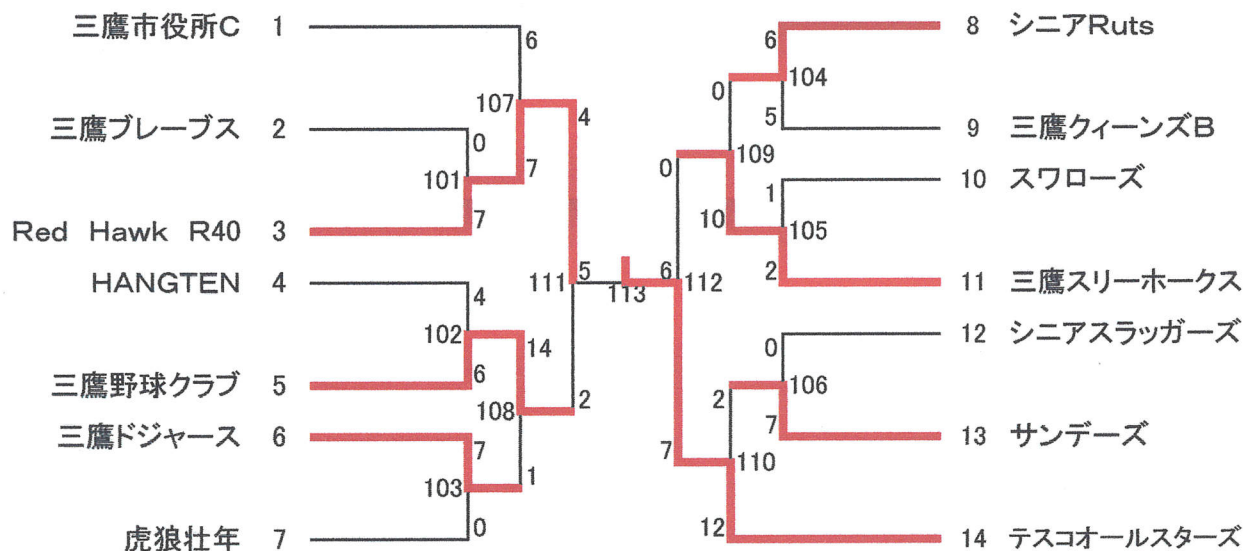 三鷹市役所C 1
6
107
4
三鷹ブレーブス 2
0
101
7
7
Red Hawk R40 3
HANGTEN 4
4
102
14
6
三鷹野球クラブ 5
108
2
三鷹ドジャース 6
7
103
1
0
虎狼壮年 7
111
5
113
6
112
8 シニアRuts
6
104
0
5
9 三鷹クィーンズB
0
109
10 スワローズ
1
10
105
2
11 三鷹スリーホークス
12 シニアスラッガーズ
0
106
2
7
13 サンデーズ
7
110
12
14 テスコオールスターズ